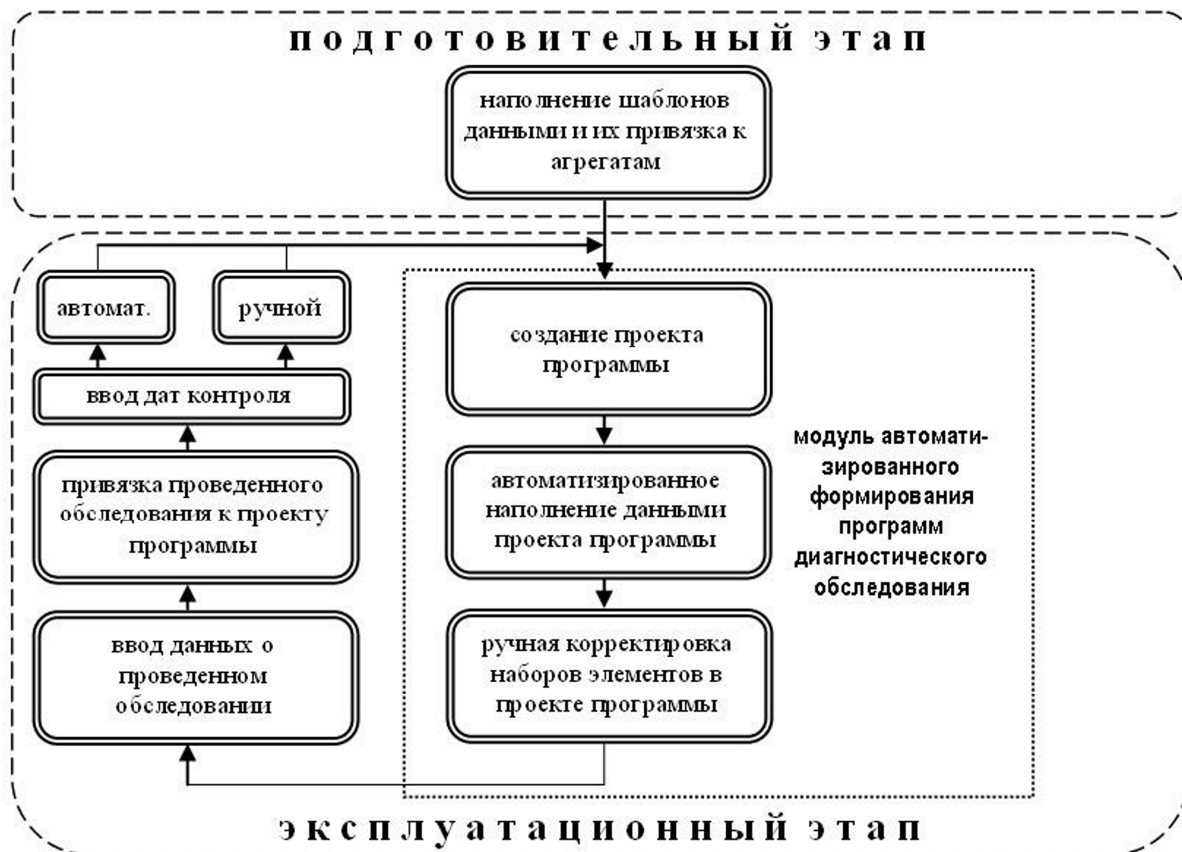 подготовительный этап
наполнение шаблонов
данными и их привязка к
агрегатам
автомат.
ручной
ввод дат контроля
привязка проведенного
обследования к проекту
программы
ввод данных о
проведенном
обследовании
создание проекта
программы
автоматизированное
наполнение данными
проекта программы
ручная корректировка
наборов элементов в
проекте программы
модуль автомати-
зированного
формирования
программ
диагностического
обследования
эксплуатационный этап